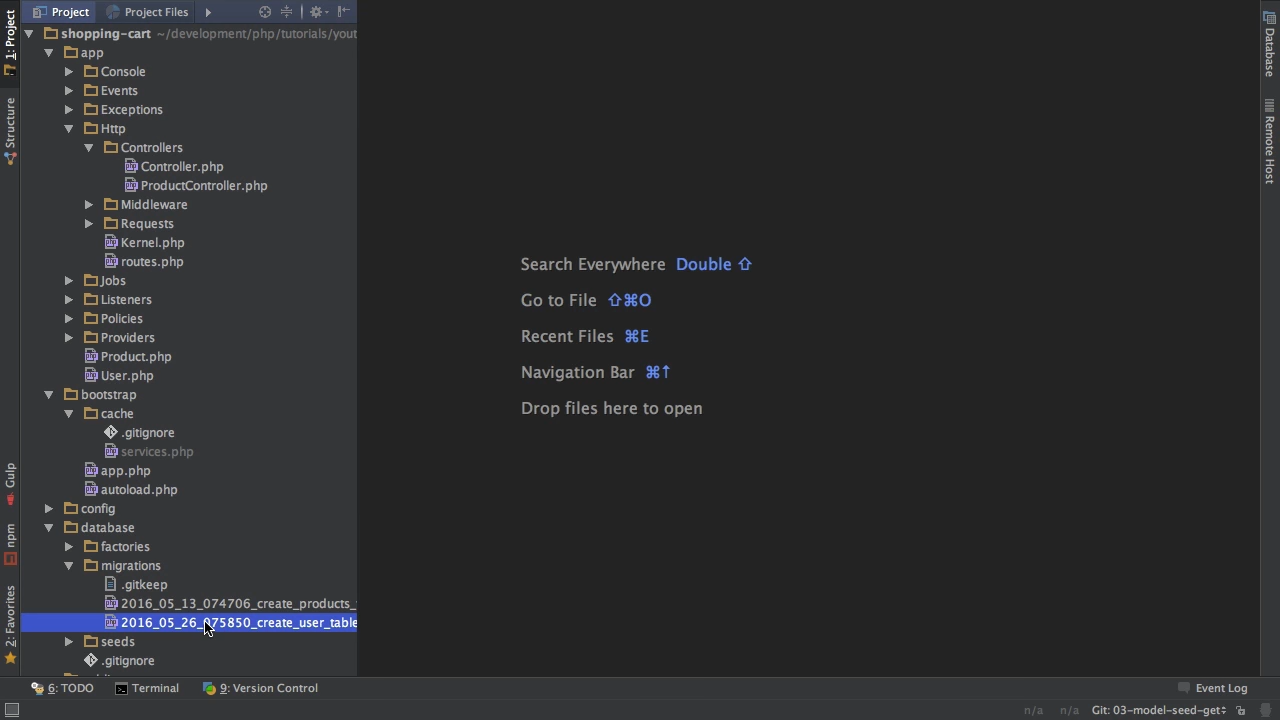 1: Project
Structure
Gulp
npm
2: Favorites
Project
Project Files
shopping-cart ~/development/php/tutorials/yout
app
Console
Events
Exceptions
Http
Controllers
Controller.php
ProductController.php
Middleware
Requests
Kernel.php
routes.php
Jobs
Listeners
Policies
Providers
Product.php
User.php
bootstrap
cache
.gitignore
services.php
app.php
autoload.php
config
database
factories
migrations
.gitkeep
2016_05_13_074706_create_products_
2016_05_26_075850_create_user_table
seeds
.gitignore
Search Everywhere Double ⇧
Go to File ⇧⌘O
Recent Files ⌘E
Navigation Bar ⌘↑
Drop files here to open
Database
Remote Host
6: TODO
Terminal
9: Version Control
Event Log
n/a n/a Git: 03-model-seed-get